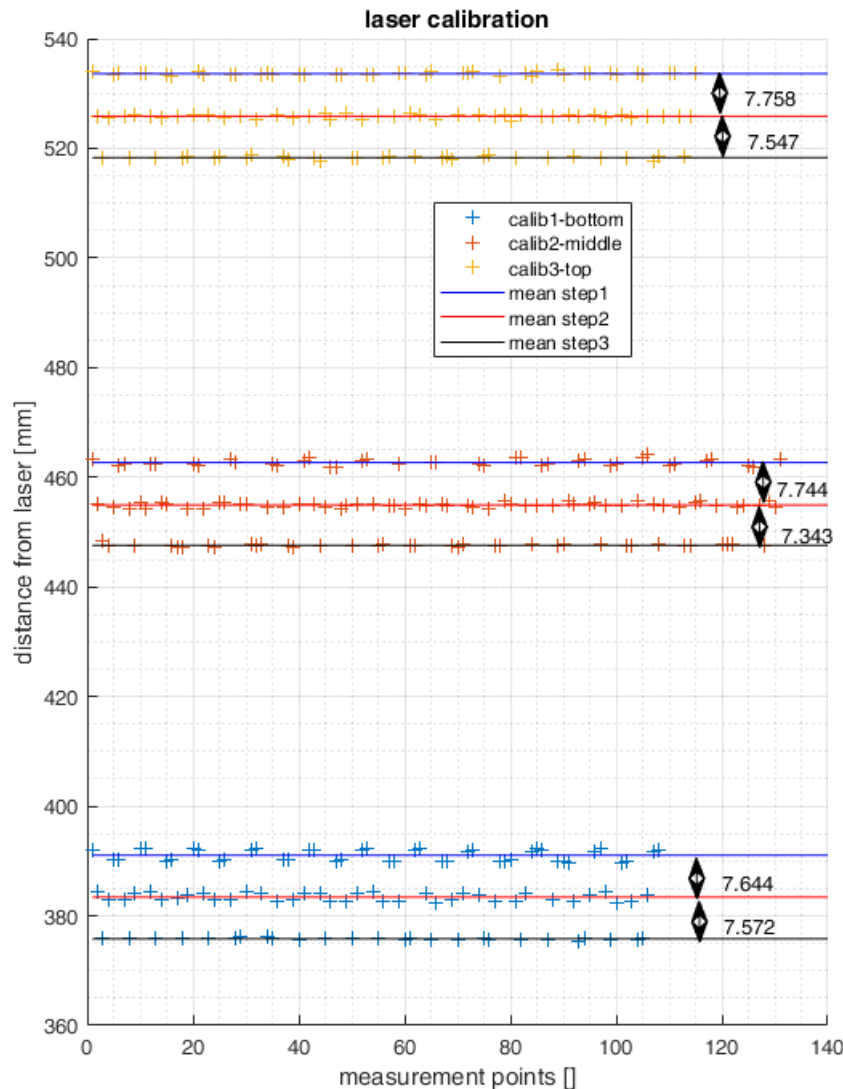 laser calibration
540
520
500
480
460
440
420
400
380
360
distance from laser [mm]
7.758
7.547
calib1-bottom
calib2-middle
calib3-top
mean step1
mean step2
mean step3
7.744
7.343
7.644
7.572
0
20
40
60
80
100
120
140
measurement points []